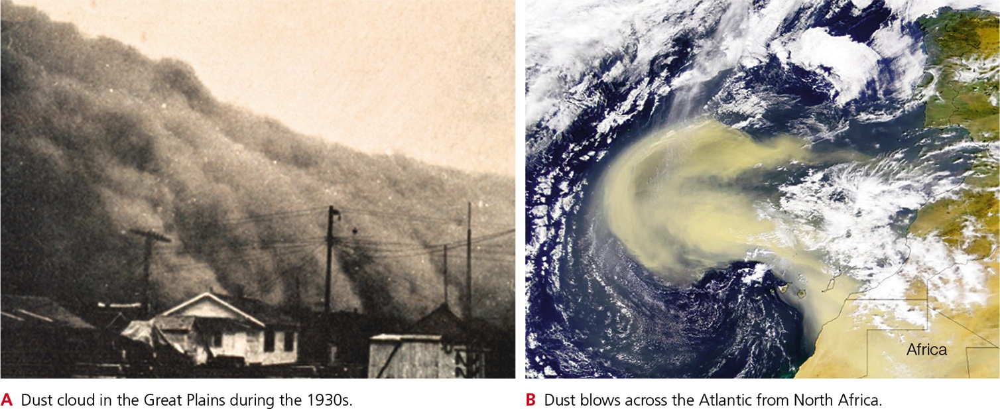 Africa
A Dust cloud in the Great Plains during the 1930s.
B Dust blows across the Atlantic from North Africa.